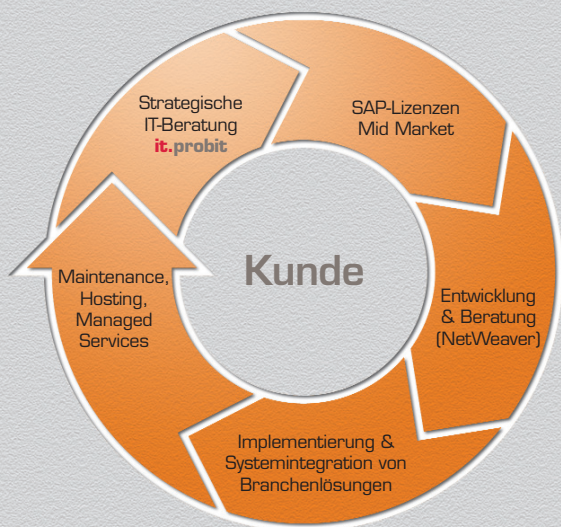 Strategische
IT-Beratung
it.probit
SAP-Lizenzen
Mid Market
Entwicklung
& Beratung
(NetWeaver)
Implementierung &
Systemintegration von
Branchenlösungen
Maintenance,
Hosting,
Managed
Services
Kunde